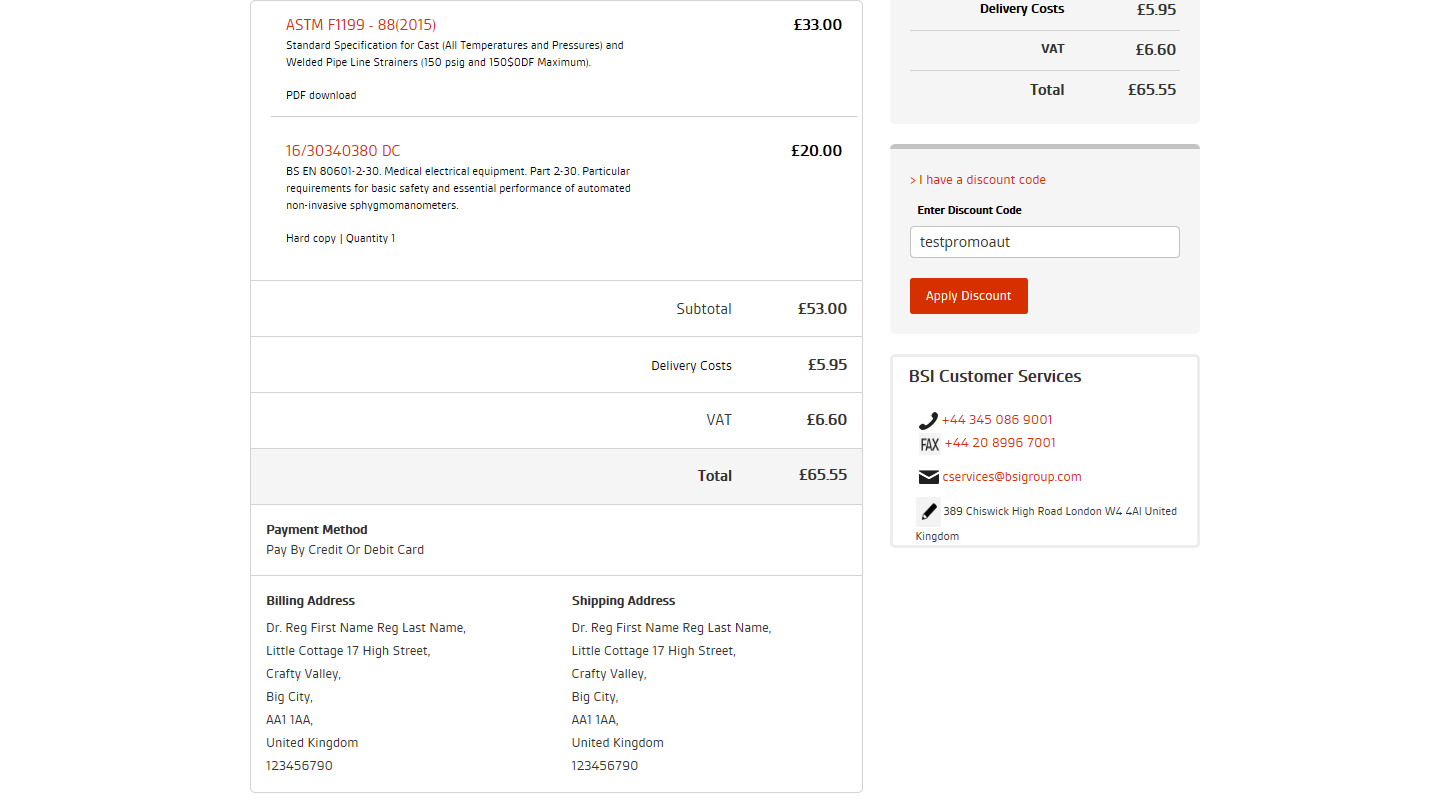 ASTM F1199 - 88(2015) £33.00
Standard Specification for Cast (All Temperatures and Pressures) and
Welded Pipe Line Strainers (150 psig and 150$0DF Maximum).
PDF download
16/30340380 DC £20.00
BS EN 80601-2-30. Medical electrical equipment. Part 2-30. Particular
requirements for basic safety and essential performance of automated
non-invasive sphygmomanometers.
Hard copy | Quantity 1
Subtotal £53.00
Delivery Costs £5.95
VAT £6.60
Total £65.55
Payment Method
Pay By Credit Or Debit Card
Billing Address
Dr. Reg First Name Reg Last Name,
Little Cottage 17 High Street,
Crafty Valley,
Big City,
AA1 1AA,
United Kingdom
123456790
Shipping Address
Dr. Reg First Name Reg Last Name,
Little Cottage 17 High Street,
Crafty Valley,
Big City,
AA1 1AA,
United Kingdom
123456790
Delivery Costs £5.95
VAT £6.60
Total £65.55
> I have a discount code
Enter Discount Code
testpromoaut
Apply Discount
BSI Customer Services
+44 345 086 9001
FAX +44 20 8996 7001
cservices@bsigroup.com
389 Chiswick High Road London W4 4Al United
Kingdom